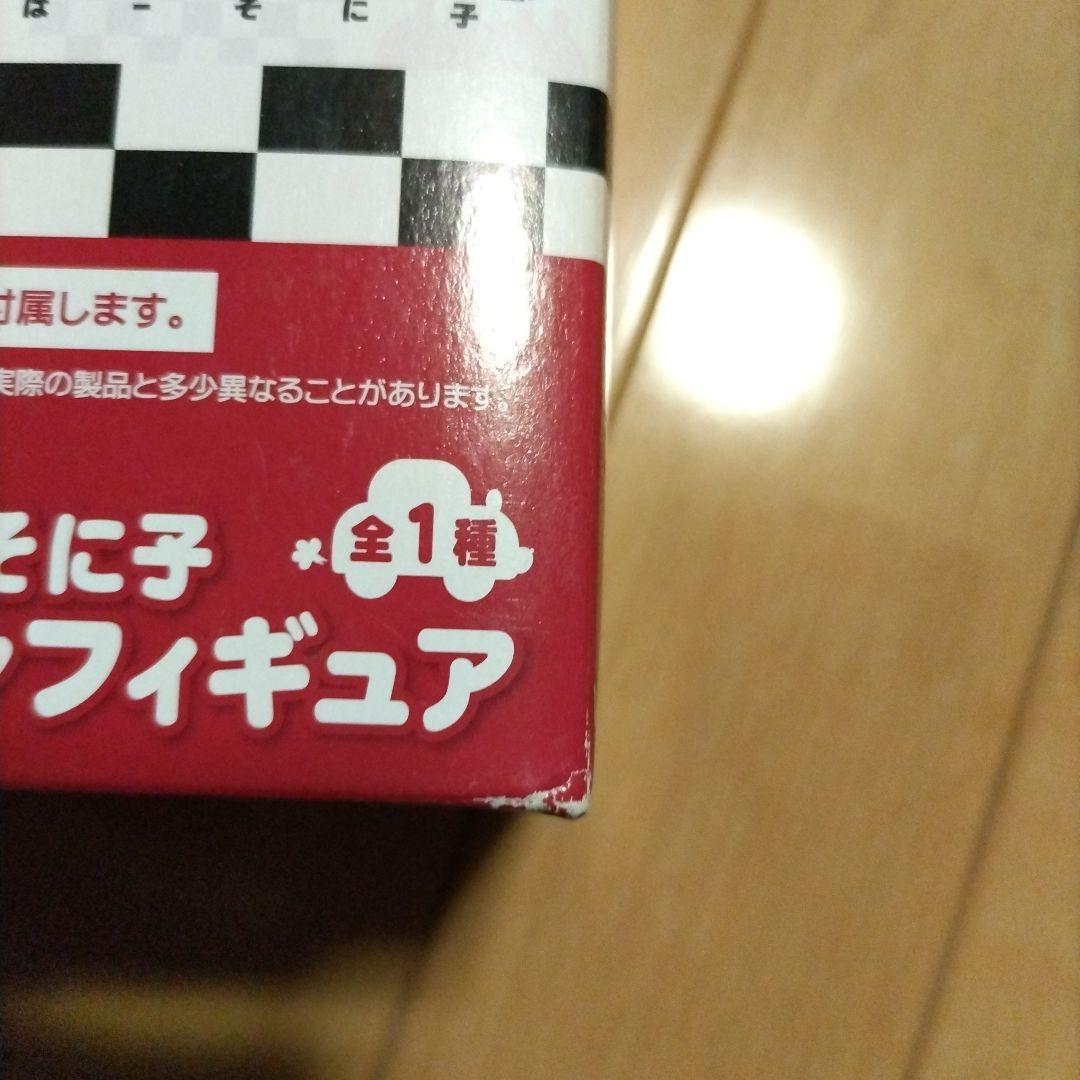 は－そに子
付属します。
実際の製品と多少異なることがあります。
全1種
そに子
フィギュア